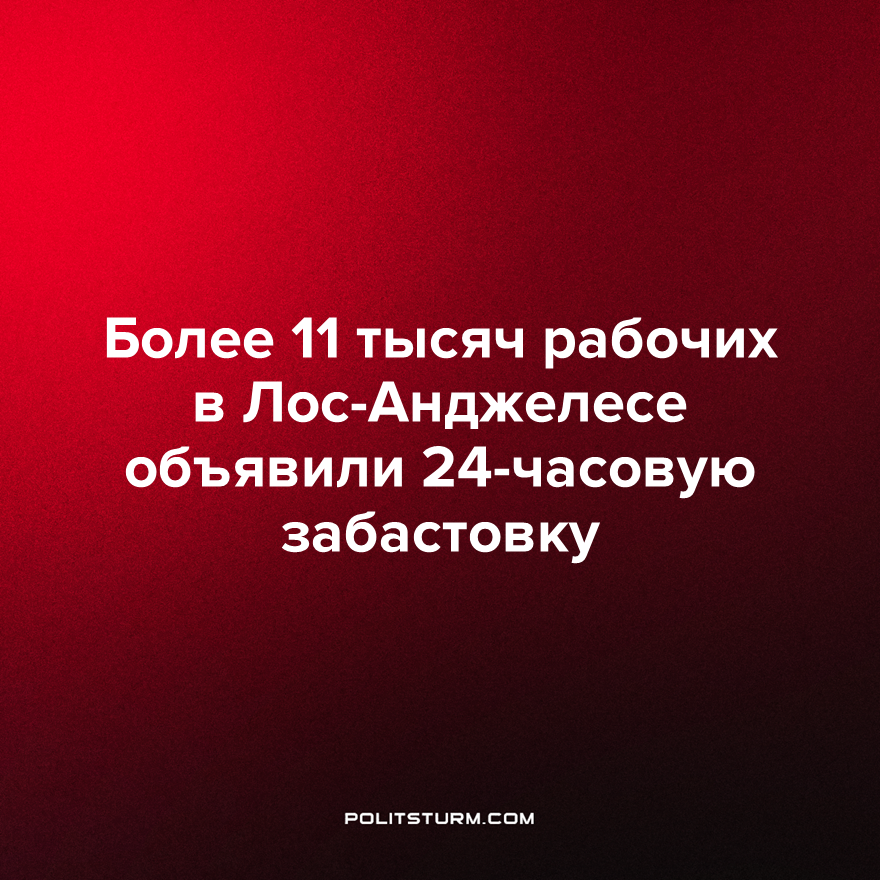 Более 11 тысяч рабочих
в Лос-Анджелесе
объявили 24-часовую
забастовку
POLITSTURM.COM